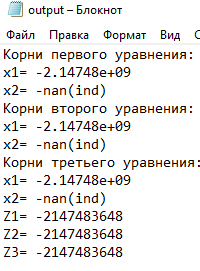 output – Блокнот
Файл Правка Формат Вид
Корни первого уравнения:
x1= -2.14748e+09
x2= -nan(ind)
Корни второго уравнения:
x1= -2.14748e+09
x2= -nan(ind)
Корни третьего уравнения:
x1= -2.14748e+09
x2= -nan(ind)
Z1= -2147483648
Z2= -2147483648
Z3= -2147483648